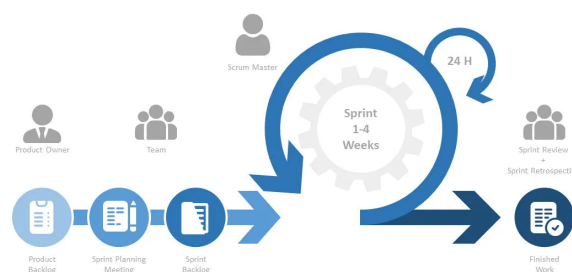 Scrum Master
24 H
Sprint
1-4
Weeks
Product Owner
Team
Sprint Review
+
Sprint Retrospecti
Product
Backlog
Sprint Planning
Meeting
Sprint
Backlog
Finished
Work